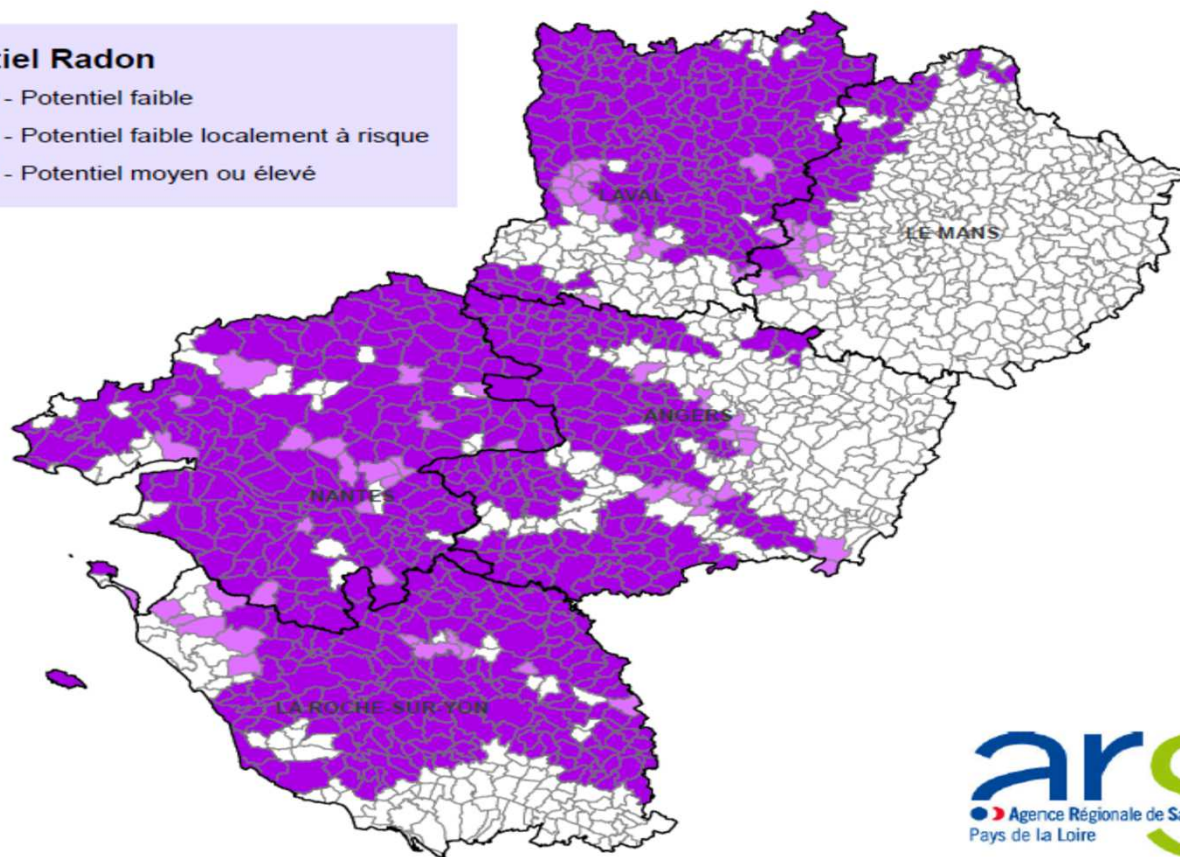 tiel Radon
- Potentiel faible
- Potentiel faible localement à risque
- Potentiel moyen ou élevé
LAVAL
LE MANS
ANGERS
NANTES
LA ROCHE-SUR-YON
ars
Agence Régionale de Sa
Pays de la Loire